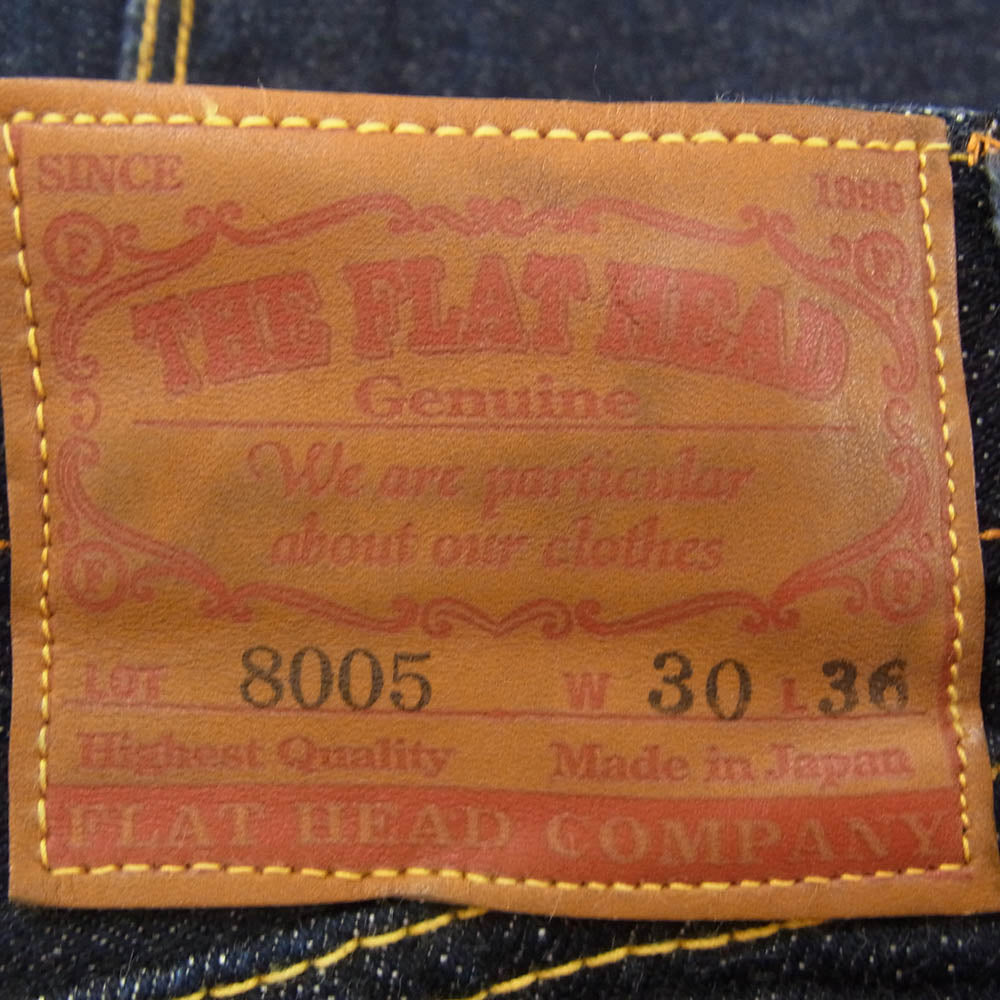 SINCE 1996
F F
THE FLAT HEAD
Genuine
We are particular
about our clothes
F F
LOT 8005 W 30 L 36
Highest Quality Made in Japan
FLAT HEAD COMPANY